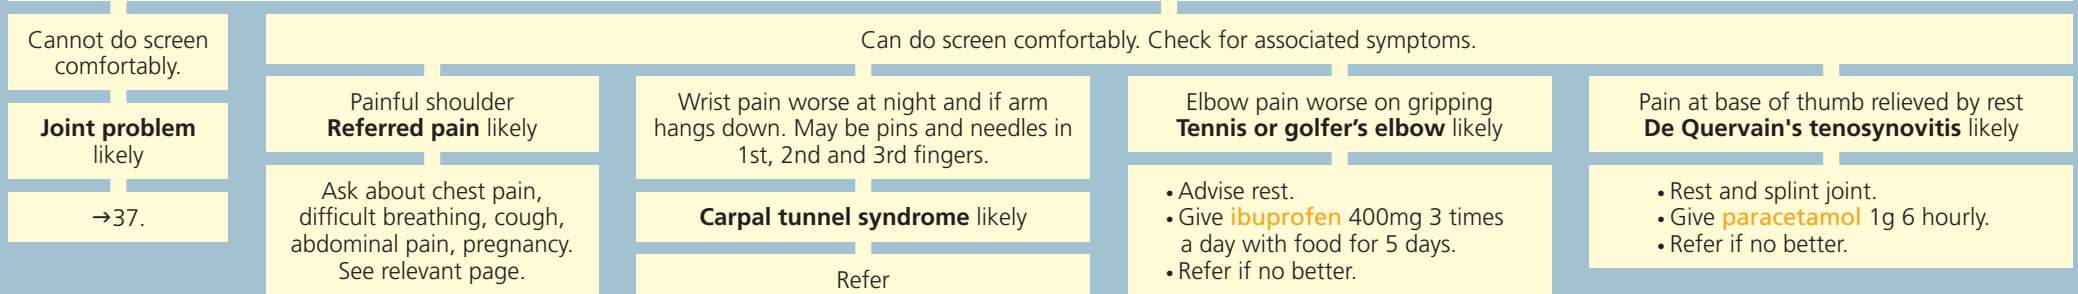 Cannot do screen
comfortably.
Joint problem
likely
→37.
Can do screen comfortably. Check for associated symptoms.
Painful shoulder
Referred pain likely
Ask about chest pain,
difficult breathing, cough,
abdominal pain, pregnancy.
See relevant page.
Wrist pain worse at night and if arm
hangs down. May be pins and needles in
1st, 2nd and 3rd fingers.
Carpal tunnel syndrome likely
Refer
Elbow pain worse on gripping
Tennis or golfer’s elbow likely
• Advise rest.
• Give ibuprofen 400mg 3 times
a day with food for 5 days.
• Refer if no better.
Pain at base of thumb relieved by rest
De Quervain's tenosynovitis likely
• Rest and splint joint.
• Give paracetamol 1g 6 hourly.
• Refer if no better.